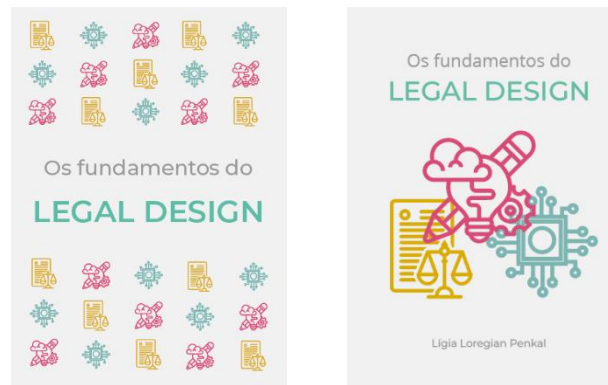 Os fundamentos do
LEGAL DESIGN
Os fundamentos do
LEGAL DESIGN
Lígia Loregian Penkal